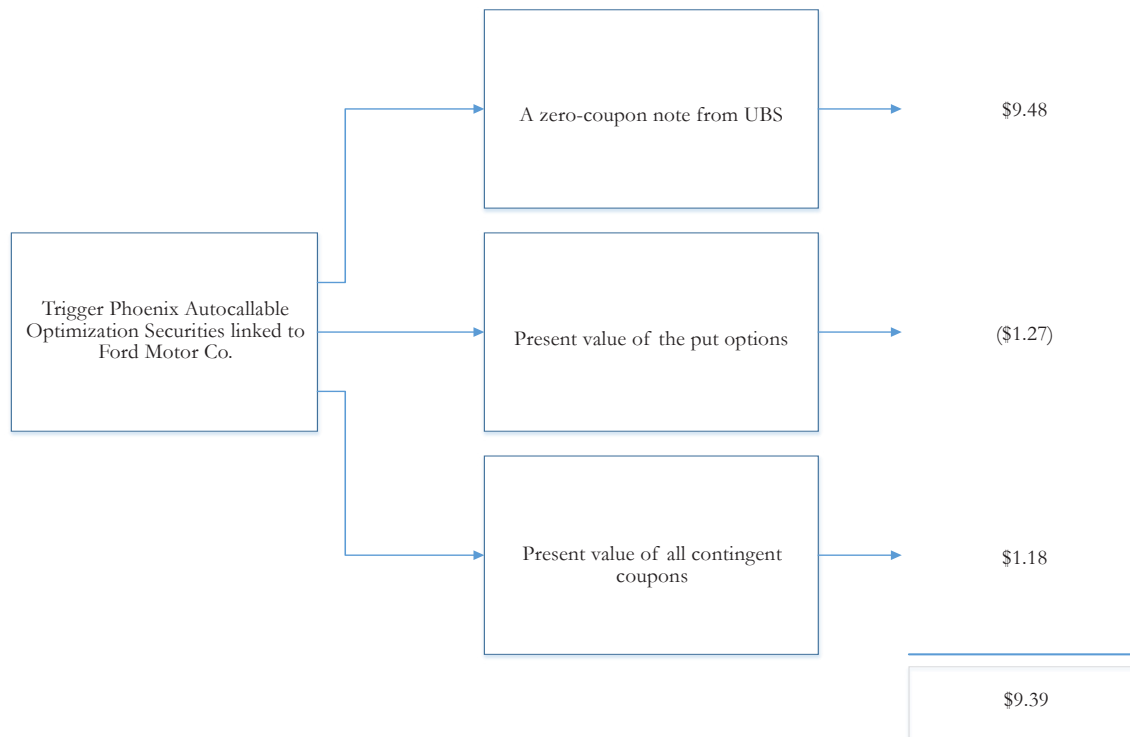 A zero-coupon note from UBS
$9.48
Trigger Phoenix Autocallable
Optimization Securities linked to
Ford Motor Co.
Present value of the put options
($1.27)
Present value of all contingent
coupons
$1.18
$9.39